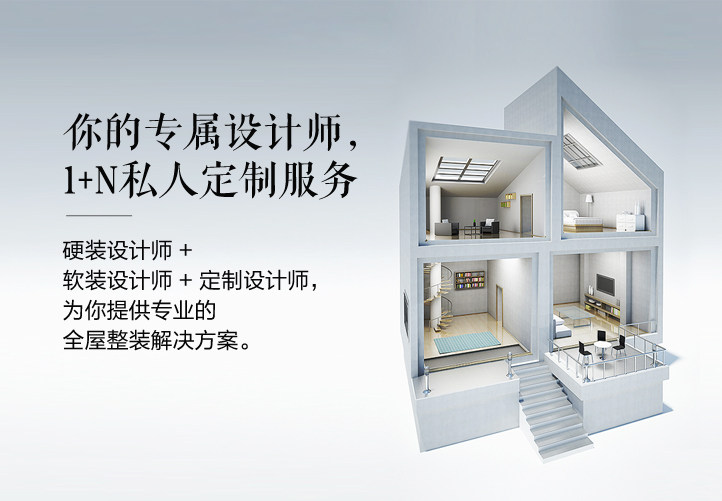 你的专属设计师，
1+N私人定制服务
硬装设计师 +
软装设计师 + 定制设计师，
为你提供专业的
全屋整装解决方案。